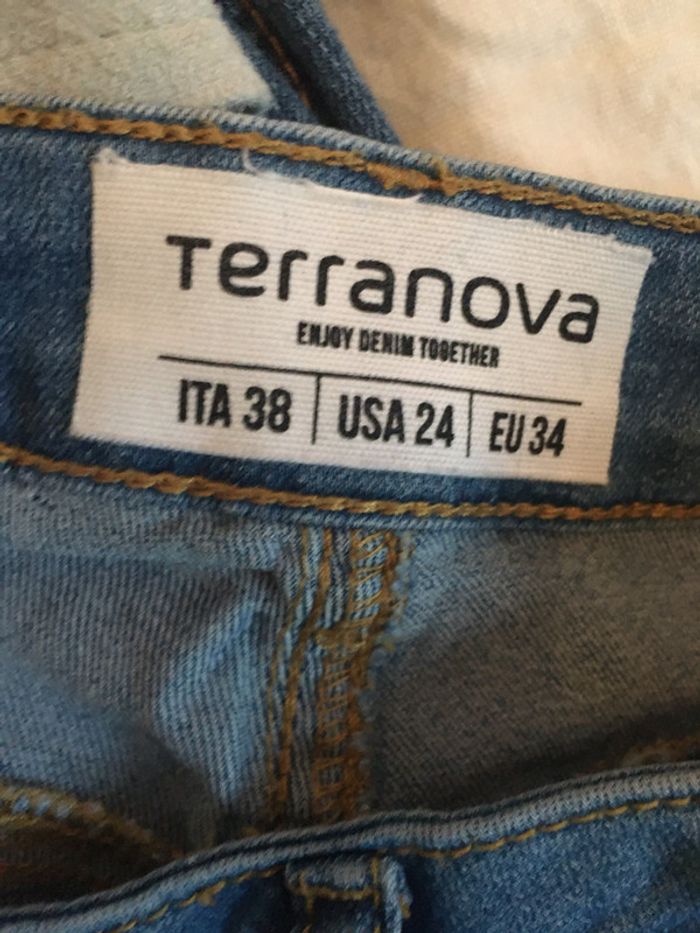 Terranova
ENJOY DENIM TOGETHER
ITA 38 | USA 24 | EU 34